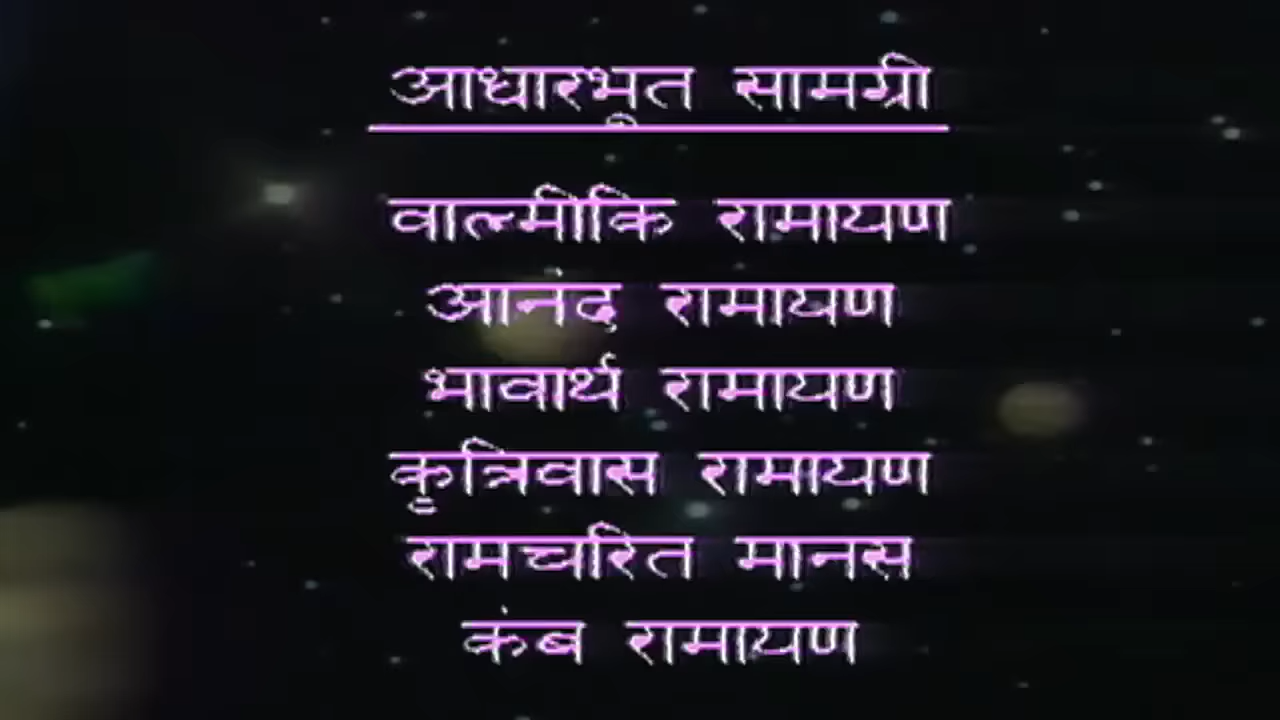 आधारभूत सामग्री
वाल्मीकि रामायण
आनंद रामायण
भावार्थ रामायण
कृत्रिवास रामायण
रामचरित मानस
कंब रामायण